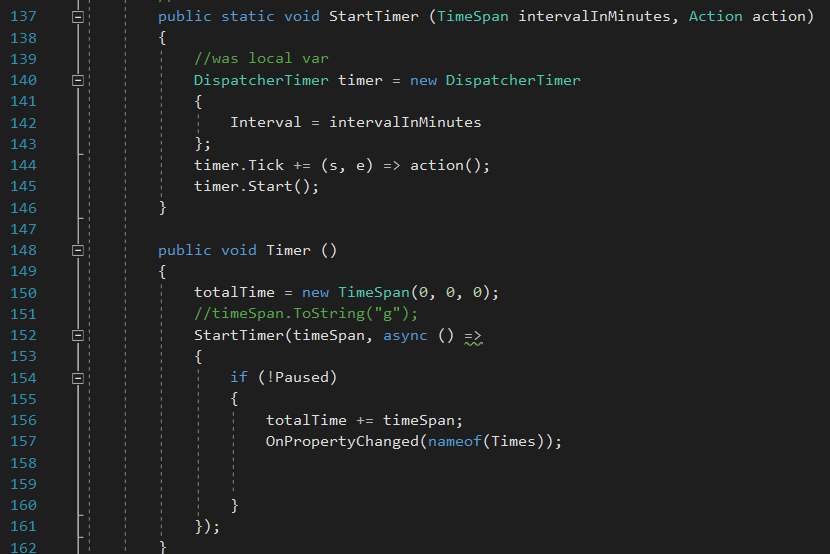 137 public static void StartTimer (TimeSpan intervalInMinutes, Action action)
138 {
139 //was local var
140 DispatcherTimer timer = new DispatcherTimer
141 {
142 Interval = intervalInMinutes
143 };
144 timer.Tick += (s, e) => action();
145 timer.Start();
146 }
147
148 public void Timer ()
149 {
150 totalTime = new TimeSpan(0, 0, 0);
151 //timeSpan.ToString("g");
152 StartTimer(timeSpan, async () =>
153 {
154 if (!Paused)
155 {
156 totalTime += timeSpan;
157 OnPropertyChanged(nameof(Times));
158
159
160 }
161 });
162 }